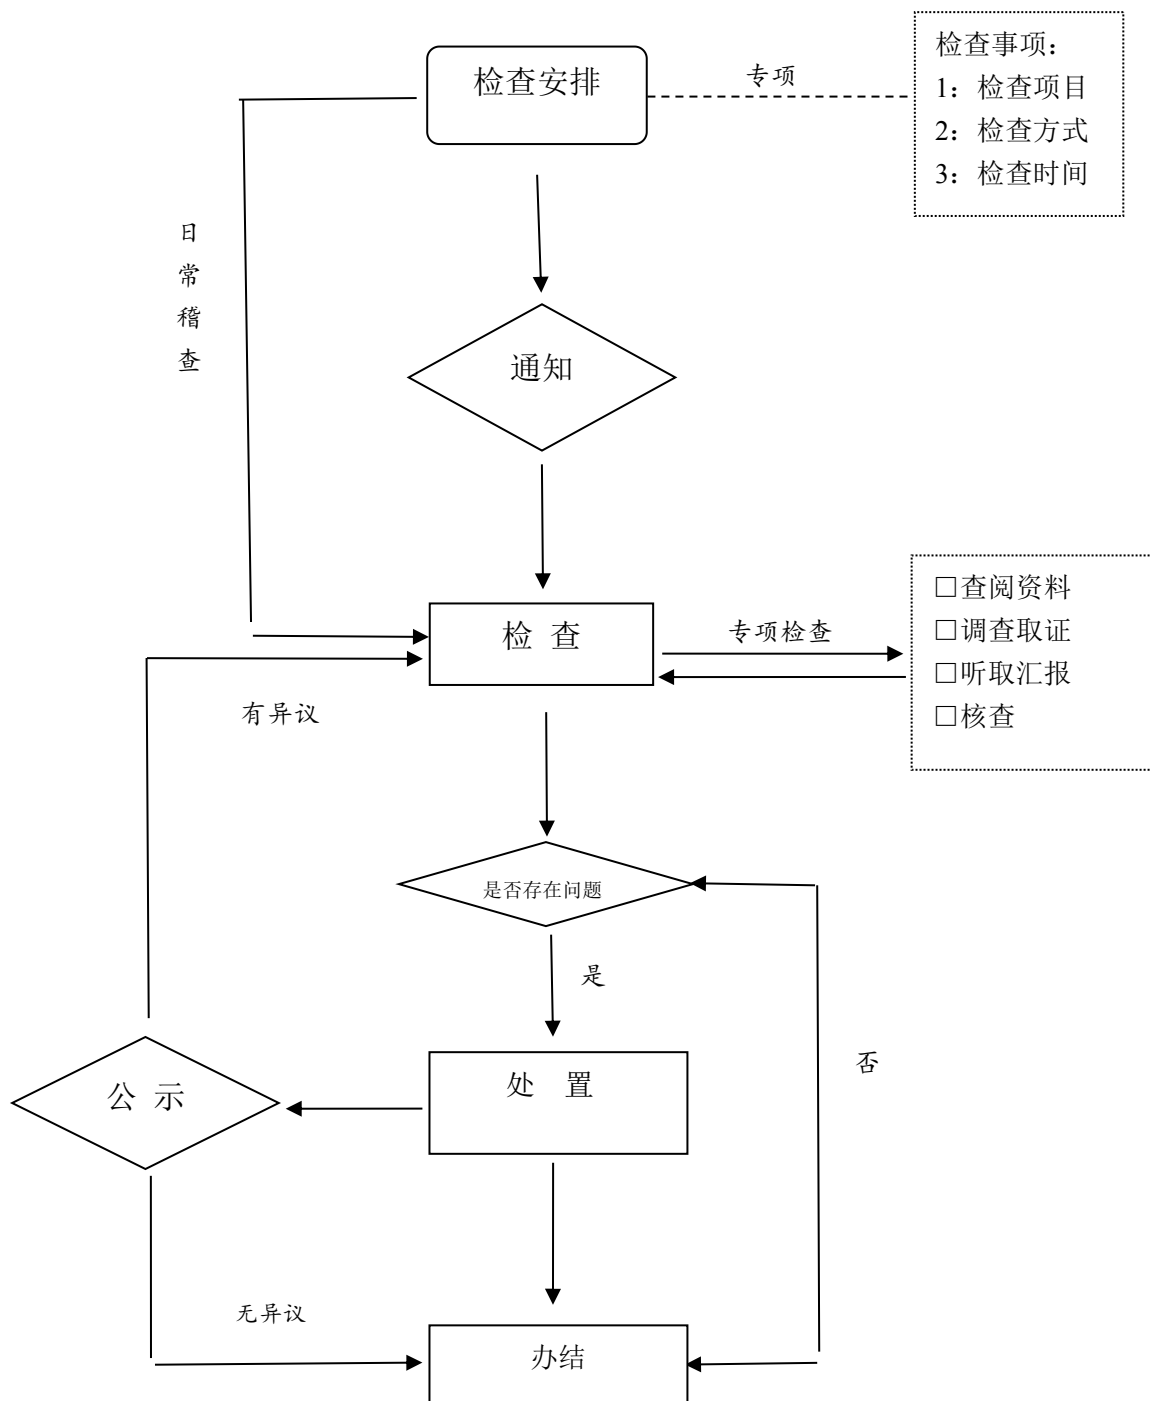 检查安排
专项
检查事项：
1：检查项目
2：检查方式
3：检查时间
日常稽查
通知
检 查
专项检查
□查阅资料
□调查取证
□听取汇报
□核查
有异议
是否存在问题
是
否
处 置
公 示
无异议
办结